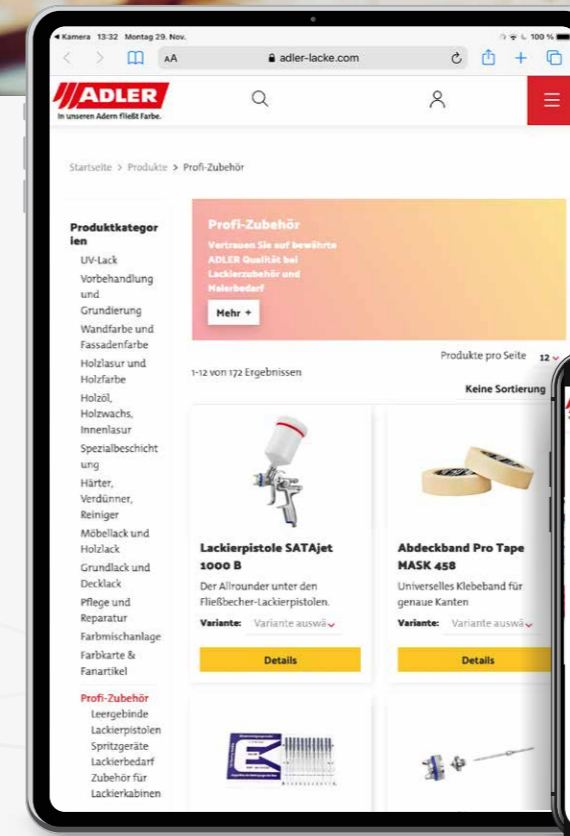 Kamera 13:32 Montag 29. Nov.
100 %
AA
adler-lacke.com
ADLER
In unseren Adern fließt Farbe.
Startseite > Produkte > Profi-Zubehör
Produktkategor
ien
UV-Lack
Vorbehandlung
und
Grundierung
Wandfarbe und
Fassadenfarbe
Holzlasur und
Holzfarbe
Holzöl,
Holzwachs,
Innenlasur
Spezialbeschicht
ung
Härter,
Verdünner,
Reiniger
Möbellack und
Holzlack
Grundlack und
Decklack
Pflege und
Reparatur
Farbmischanlage
Farbkarte &
Fanartikel
Profi-Zubehör
Leergebinde
Lackierpistolen
Spritzgeräte
Lackierbedarf
Zubehör für
Lackierkabinen
Profi-Zubehör
Vertrauen Sie auf bewährte
ADLER Qualität bei
Lackierzubehör und
Malerbedarf
Mehr +
Produkte pro Seite 12
1-12 von 172 Ergebnissen
Keine Sortierung
Lackierpistole SATAjet
1000 B
Der Allrounder unter den
Fließbecher-Lackierpistolen.
Variante: Variante auswä
Details
Abdeckband Pro Tape
MASK 458
Universelles Klebeband für
genaue Kanten
Variante: Variante auswä
Details